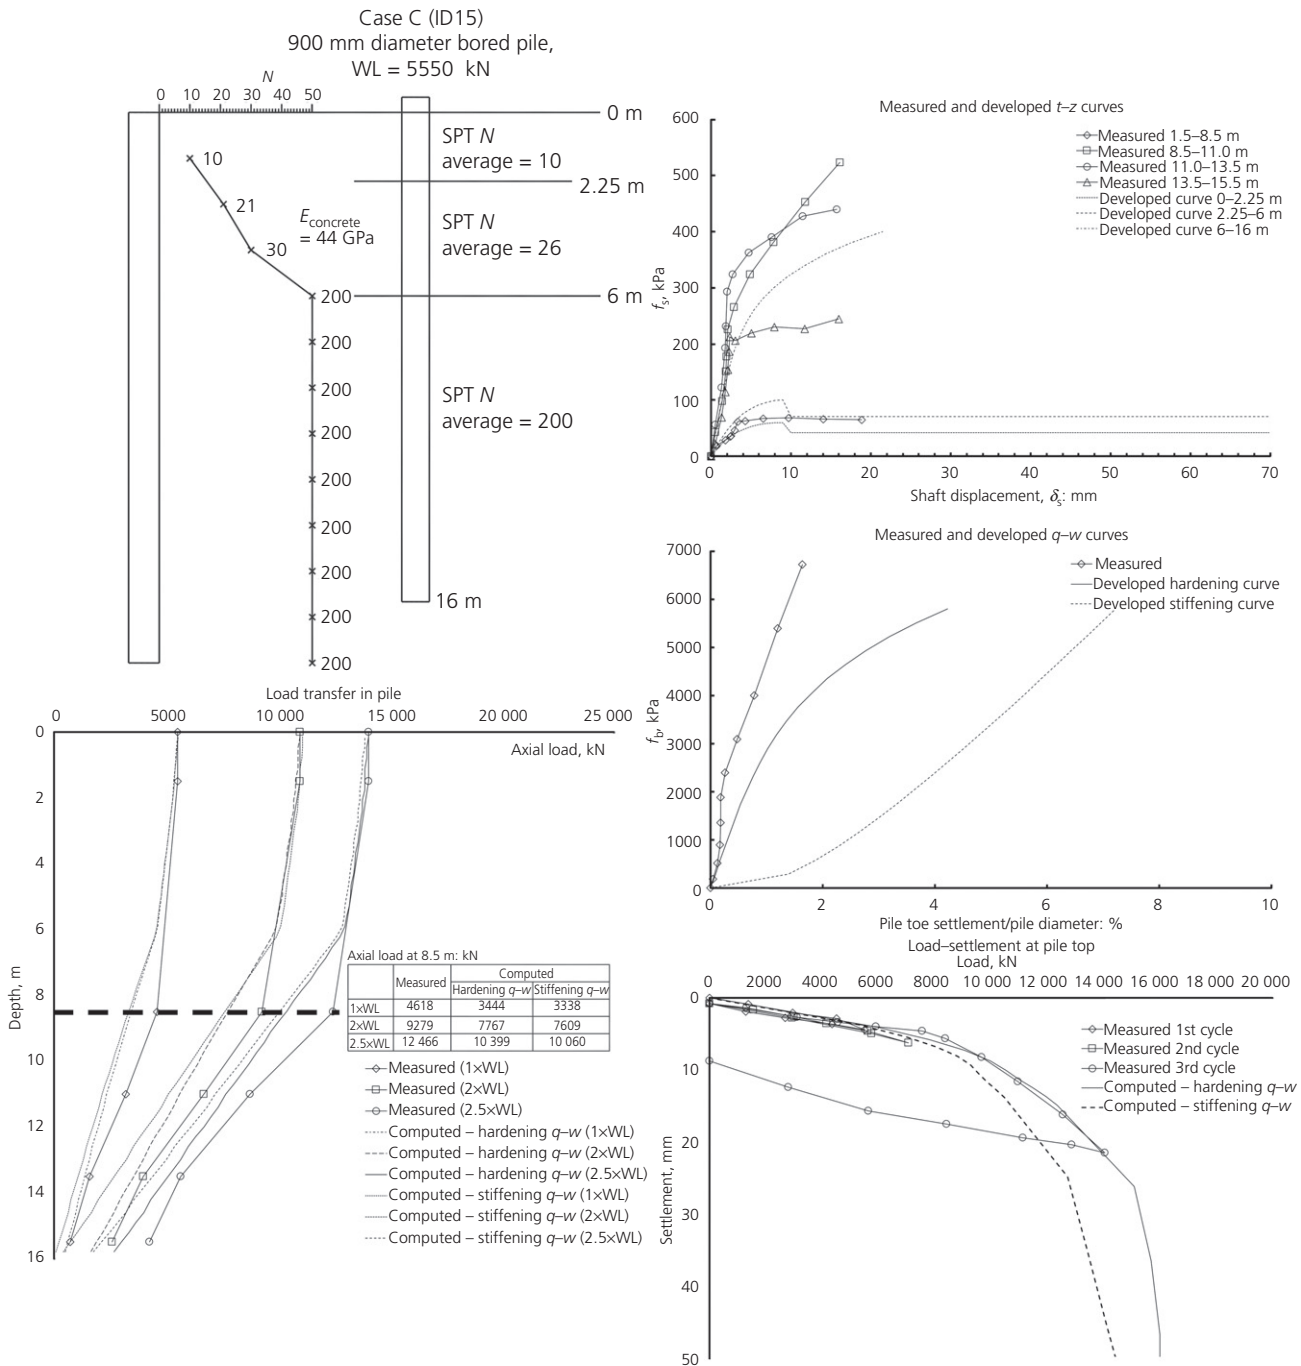 Case C (ID15)
900 mm diameter bored pile,
WL = 5550 kN
N
0 10 20 30 40 50
10
21
30
200
200
200
200
200
200
200
200
200
E concrete
= 44 GPa
SPT N
average = 10
SPT N
average = 26
SPT N
average = 200
0 m
2.25 m
6 m
16 m
Measured and developed t–z curves
600
500
400
300
200
100
0
fs, kPa
0 10 20 30 40 50 60 70
Shaft displacement, δs: mm
Measured 1.5–8.5 m
Measured 8.5–11.0 m
Measured 11.0–13.5 m
Measured 13.5–15.5 m
Developed curve 0–2.25 m
Developed curve 2.25–6 m
Developed curve 6–16 m
Measured and developed q–w curves
7000
6000
5000
4000
3000
2000
1000
0
fb, kPa
0 2 4 6 8 10
Pile toe settlement/pile diameter: %
Measured
Developed hardening curve
Developed stiffening curve
Load transfer in pile
0 5000 10 000 15 000 20 000 25 000
Axial load, kN
0
2
4
6
8
10
12
14
16
Depth, m
Axial load at 8.5 m: kN
Measured Computed
Hardening q–w Stiffening q–w
1×WL 4618 3444 3338
2×WL 9279 7767 7609
2.5×WL 12 466 10 399 10 060
Measured (1×WL)
Measured (2×WL)
Measured (2.5×WL)
Computed – hardening q–w (1×WL)
Computed – hardening q–w (2×WL)
Computed – hardening q–w (2.5×WL)
Computed – stiffening q–w (1×WL)
Computed – stiffening q–w (2×WL)
Computed – stiffening q–w (2.5×WL)
Load–settlement at pile top
Load, kN
0 2000 4000 6000 8000 10 000 12 000 14 000 16 000 18 000 20 000
0
10
20
30
40
50
Settlement, mm
Measured 1st cycle
Measured 2nd cycle
Measured 3rd cycle
Computed – hardening q–w
Computed – stiffening q–w